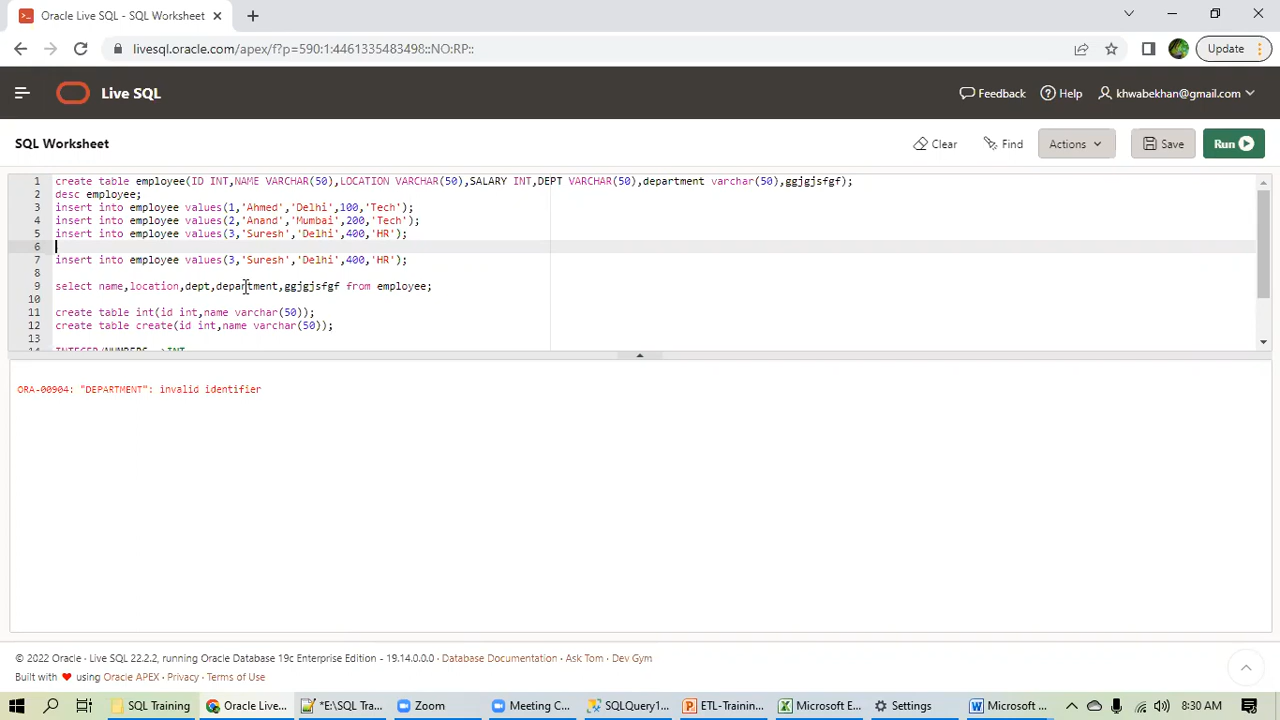 Oracle Live SQL - SQL Worksheet
livesql.oracle.com/apex/f?p=590:1:4461335483498::NO:RP::
Update
Live SQL
Feedback
Help
khwabekhan@gmail.com
SQL Worksheet
Clear
Find
Actions
Save
Run
1 create table employee(ID INT,NAME VARCHAR(50),LOCATION VARCHAR(50),SALARY INT,DEPT VARCHAR(50),department varchar(50),ggjgjsfgf);
2 desc employee;
3 insert into employee values(1,'Ahmed','Delhi',100,'Tech');
4 insert into employee values(2,'Anand','Mumbai',200,'Tech');
5 insert into employee values(3,'Suresh','Delhi',400,'HR');
6
7 insert into employee values(3,'Suresh','Delhi',400,'HR');
8
9 select name,location,dept,department,ggjgjsfgf from employee;
10
11 create table int(id int,name varchar(50));
12 create table create(id int,name varchar(50));
13
ORA-00904: "DEPARTMENT": invalid identifier
© 2022 Oracle · Live SQL 22.2.2, running Oracle Database 19c Enterprise Edition - 19.14.0.0.0 · Database Documentation · Ask Tom · Dev Gym
Built with ❤ using Oracle APEX · Privacy · Terms of Use
SQL Training
Oracle Live...
*E:\SQL Tra...
Zoom
Meeting C...
SQLQuery1...
ETL-Trainin...
Microsoft E...
Settings
Microsoft ...
8:30 AM